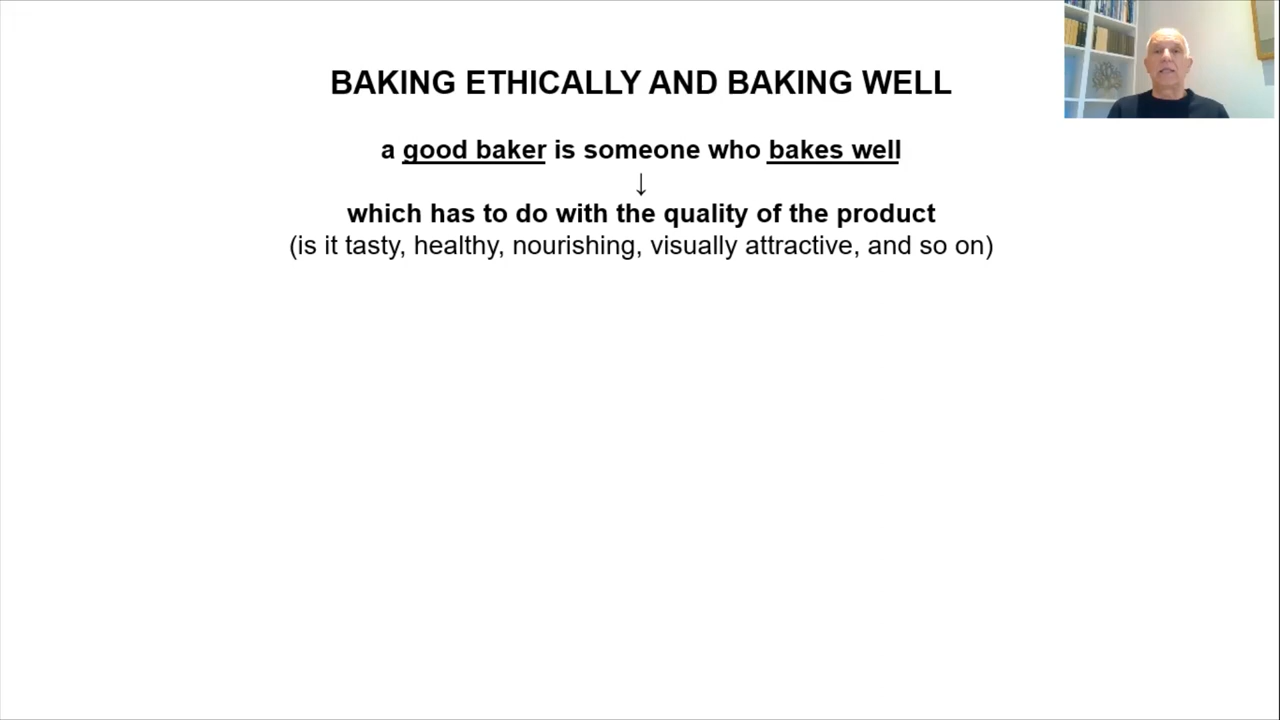 BAKING ETHICALLY AND BAKING WELL
a good baker is someone who bakes well
↓
which has to do with the quality of the product
(is it tasty, healthy, nourishing, visually attractive, and so on)